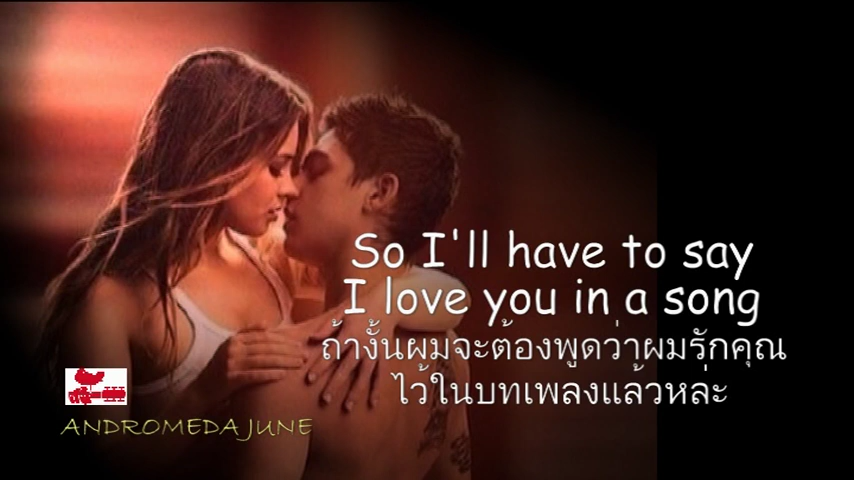 So I'll have to say
I love you in a song
ถ้างั้นผมจะต้องพูดว่าผมรักคุณ
ไว้ในบทเพลงแล้วหล่ะ
ANDROMEDA JUNE